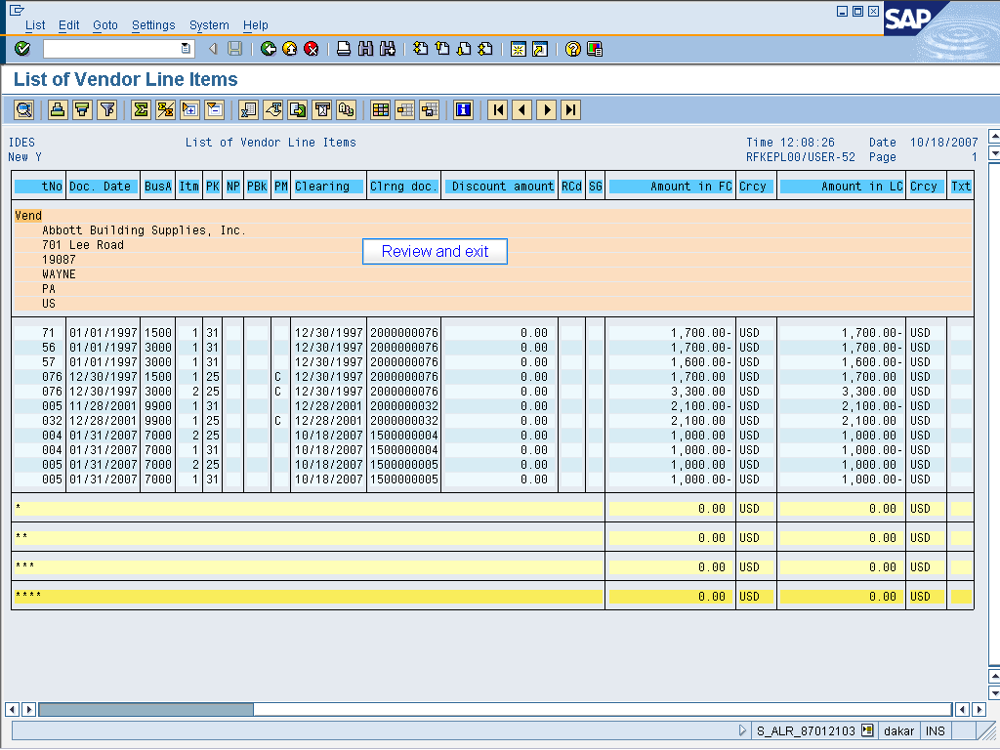 List Edit Goto Settings System Help
SAP
List of Vendor Line Items
IDES List of Vendor Line Items Time 12:08:26 Date 10/18/2007
New Y RFKEPL00/USER-52 Page 1
tNo Doc. Date BusA Itm PK NP PBk PM Clearing Clrng doc. Discount amount RCd SG Amount in FC Crcy Amount in LC Crcy Txt
Vend
Abbott Building Supplies, Inc.
701 Lee Road
19087
WAYNE
PA
US
Review and exit
71 01/01/1997 1500 1 31 12/30/1997 2000000076 0.00 1,700.00- USD 1,700.00- USD
56 01/01/1997 3000 1 31 12/30/1997 2000000076 0.00 1,700.00- USD 1,700.00- USD
57 01/01/1997 3000 1 31 12/30/1997 2000000076 0.00 1,600.00- USD 1,600.00- USD
076 12/30/1997 1500 1 25 C 12/30/1997 2000000076 0.00 1,700.00 USD 1,700.00 USD
076 12/30/1997 3000 2 25 C 12/30/1997 2000000076 0.00 3,300.00 USD 3,300.00 USD
005 11/28/2001 9900 1 31 12/28/2001 2000000032 0.00 2,100.00- USD 2,100.00- USD
032 12/28/2001 9900 1 25 C 12/28/2001 2000000032 0.00 2,100.00 USD 2,100.00 USD
004 01/31/2007 7000 2 25 10/18/2007 1500000004 0.00 1,000.00 USD 1,000.00 USD
004 01/31/2007 7000 1 31 10/18/2007 1500000004 0.00 1,000.00- USD 1,000.00- USD
005 01/31/2007 7000 2 25 10/18/2007 1500000005 0.00 1,000.00 USD 1,000.00 USD
005 01/31/2007 7000 1 31 10/18/2007 1500000005 0.00 1,000.00- USD 1,000.00- USD
* 0.00 USD 0.00 USD
** 0.00 USD 0.00 USD
*** 0.00 USD 0.00 USD
**** 0.00 USD 0.00 USD
S_ALR_87012103 dakar INS